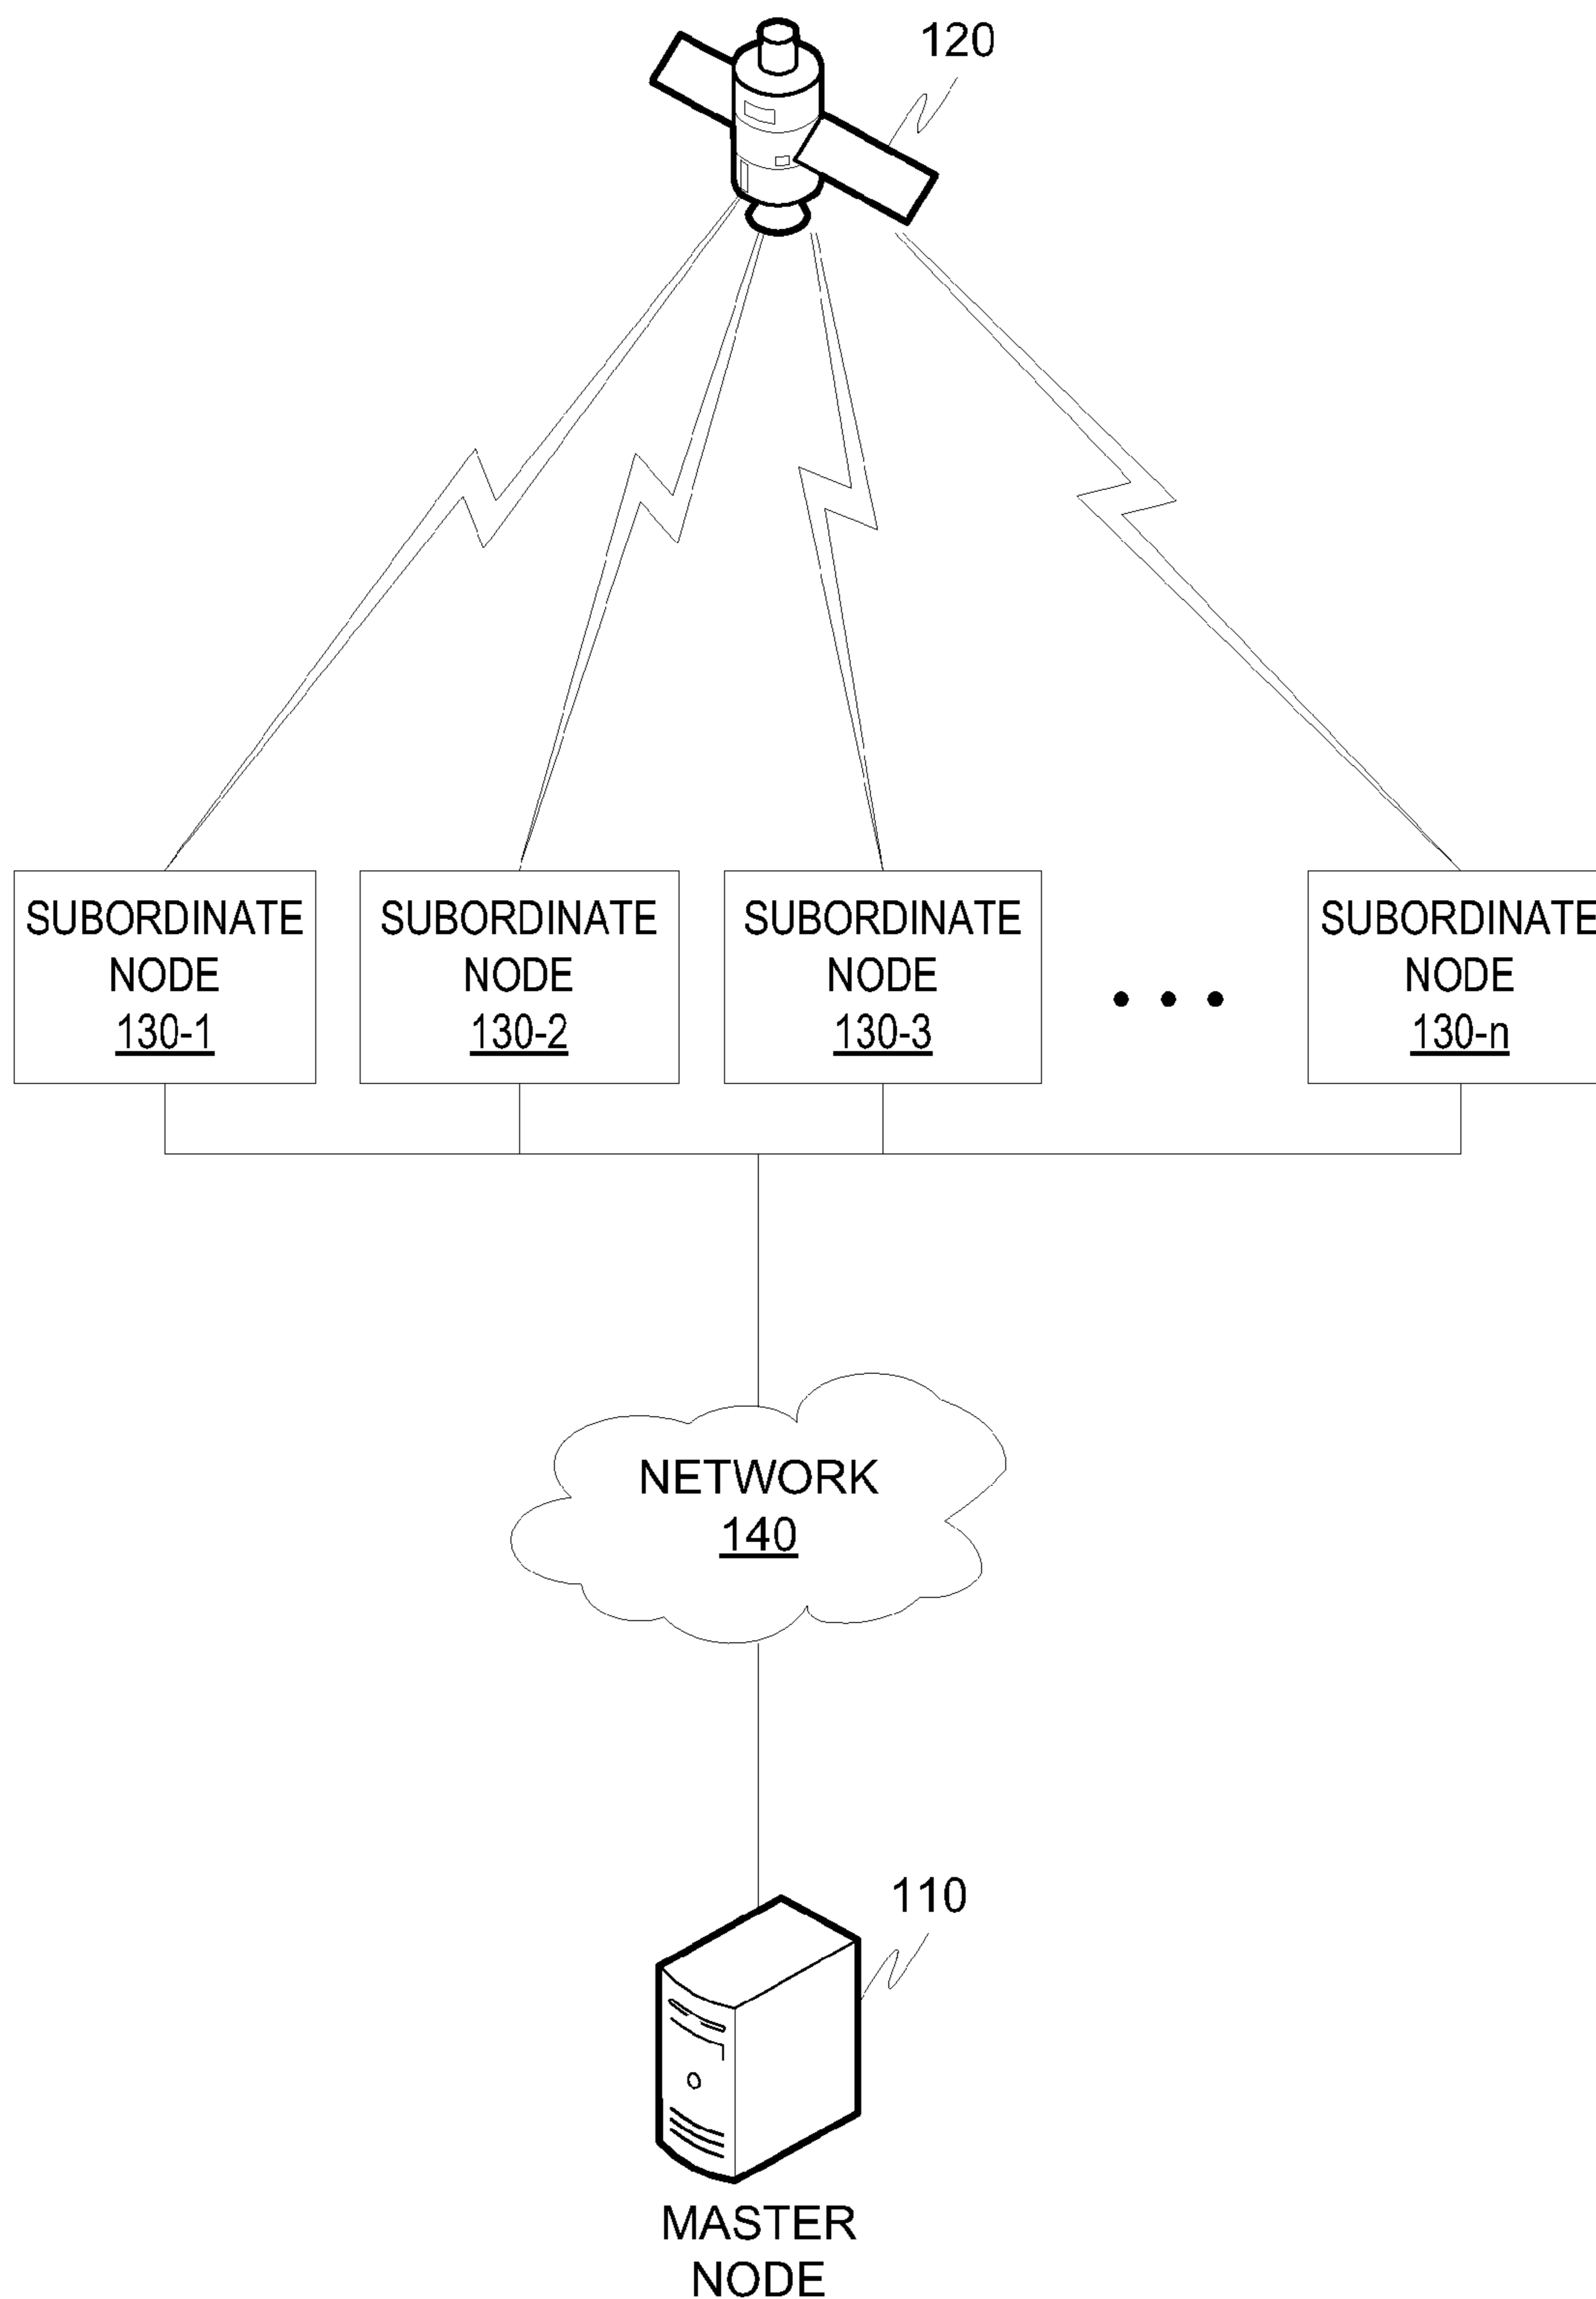 120
SUBORDINATE
NODE
130-1
SUBORDINATE
NODE
130-2
SUBORDINATE
NODE
130-3
SUBORDINATE
NODE
130-n
NETWORK
140
110
MASTER
NODE